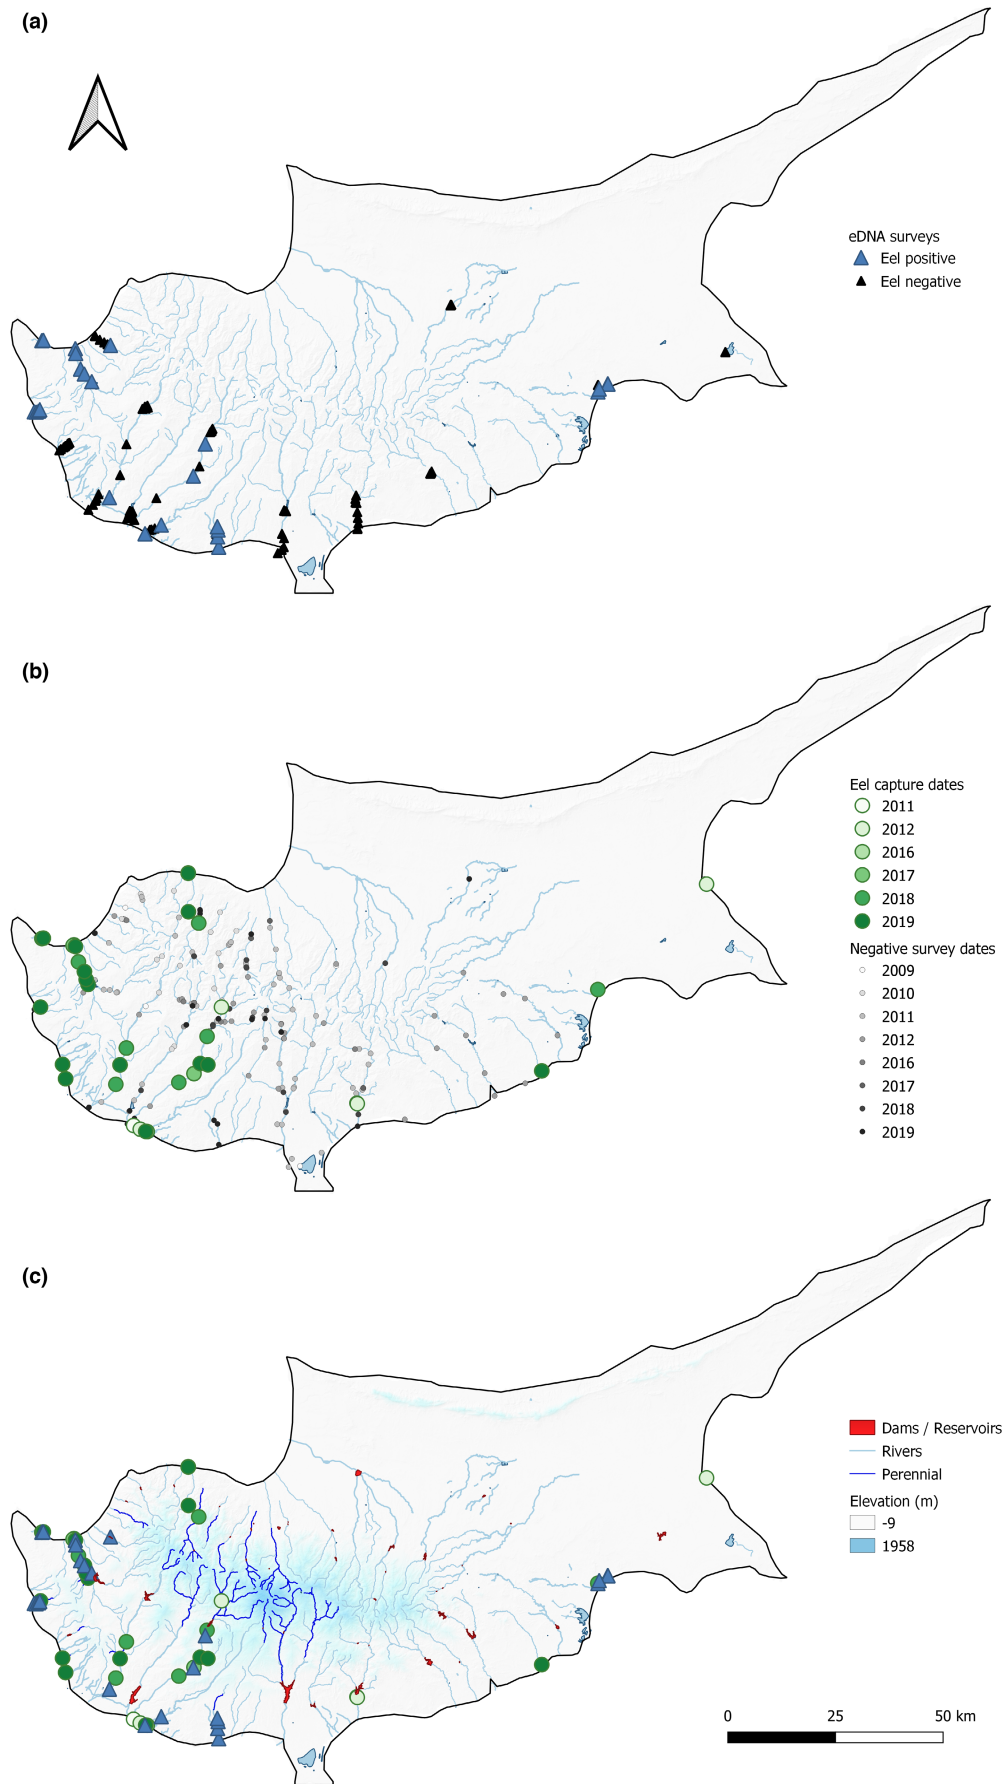 (a)
eDNA surveys
Eel positive
Eel negative
(b)
Eel capture dates
2011
2012
2016
2017
2018
2019
Negative survey dates
2009
2010
2011
2012
2016
2017
2018
2019
(c)
Dams / Reservoirs
Rivers
Perennial
Elevation (m)
-9
1958
0 25 50 km